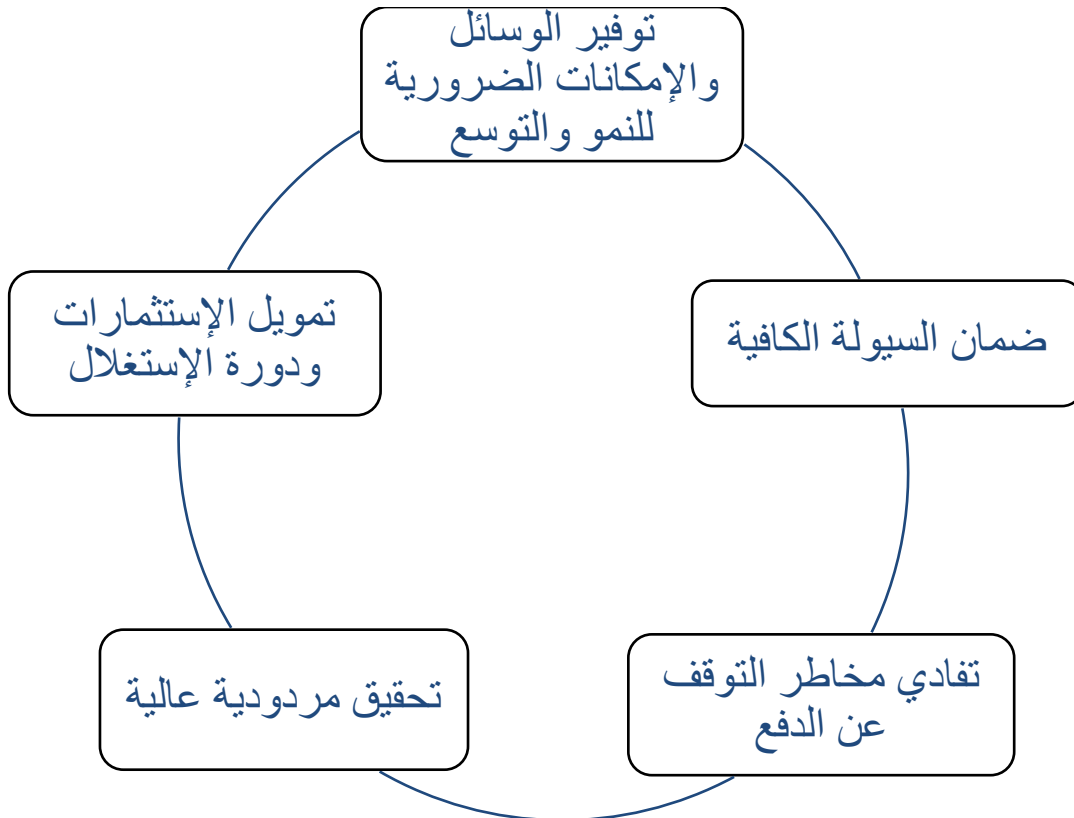 توفير الوسائل
والإمكانات الضرورية
للنمو والتوسع
ضمان السيولة الكافية
تفادي مخاطر التوقف
عن الدفع
تحقيق مردودية عالية
تمويل الإستثمارات
ودورة الإستغلال